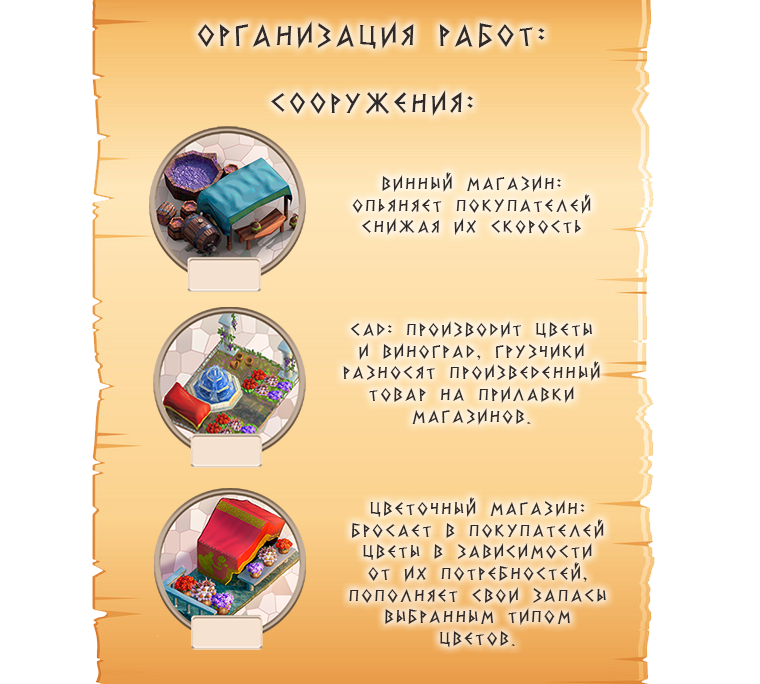 ОРГАНИЗАЦИЯ РАБОТ:
СООРУЖЕНИЯ:
ВИННЫЙ МАГАЗИН:
ОПЬЯНЯЕТ ПОКУПАТЕЛЕЙ
СНИЖАЯ ИХ СКОРОСТЬ
САД: ПРОИЗВОДИТ ЦВЕТЫ
И ВИНОГРАД, ГРУЗЧИКИ
РАЗНОСЯТ ПРОИЗВЕДЕННЫЙ
ТОВАР НА ПРИЛАВКИ
МАГАЗИНОВ.
ЦВЕТОЧНЫЙ МАГАЗИН:
БРОСАЕТ В ПОКУПАТЕЛЕЙ
ЦВЕТЫ В ЗАВИСИМОСТИ
ОТ ИХ ПОТРЕБНОСТЕЙ,
ПОПОЛНЯЕТ СВОИ ЗАПАСЫ
ВЫБРАННЫМ ТИПОМ
ЦВЕТОВ.